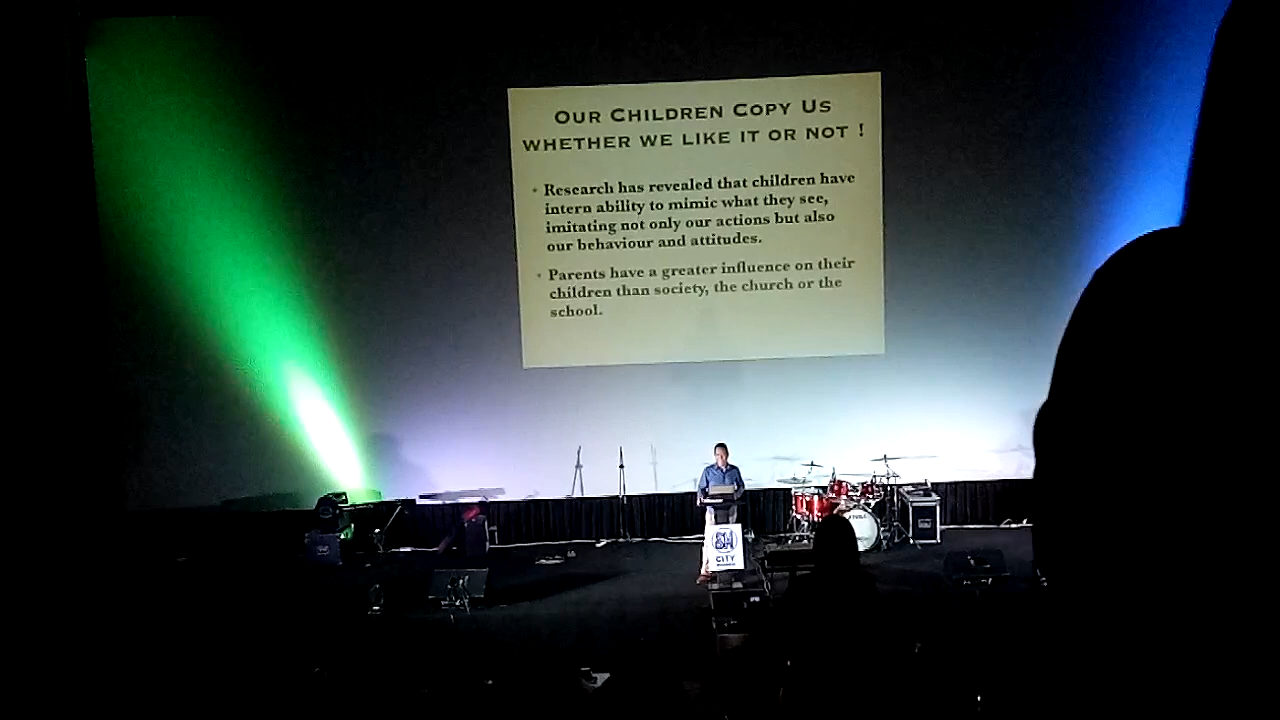 Our Children Copy Us
whether we like it or not !
• Research has revealed that children have
intern ability to mimic what they see,
imitating not only our actions but also
our behaviour and attitudes.
• Parents have a greater influence on their
children than society, the church or the
school.
SM
CITY